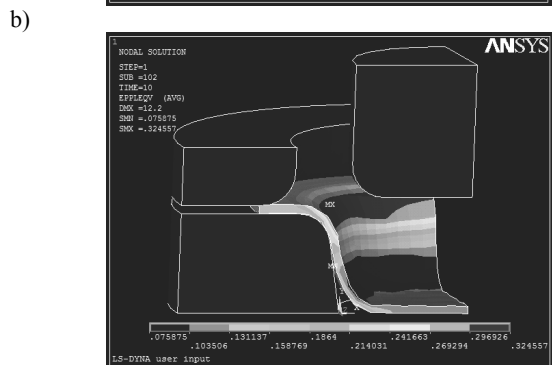 b)
1
ANSYS
NODAL SOLUTION
STEP=1
SUB =102
TIME=10
EPPLEQV (AVG)
DMX =12.2
SMN =.075875
SMX =.324557
MX
MN
Y
X
.075875 .131137 .1864 .241663 .296926
.103506 .158769 .214031 .269294 .324557
LS-DYNA user input